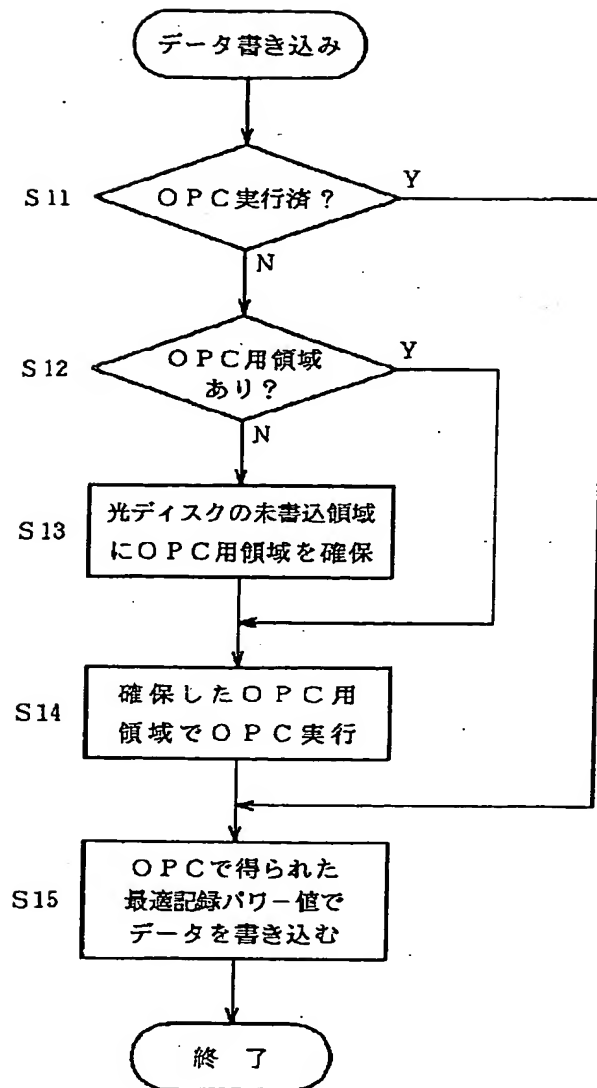 データ書き込み
S11
OPC実行済?
Y
N
S12
OPC用領域
あり?
Y
N
S13
光ディスクの未書込領域
にOPC用領域を確保
S14
確保したOPC用
領域でOPC実行
S15
OPCで得られた
最適記録パワー値で
データを書き込む
終了